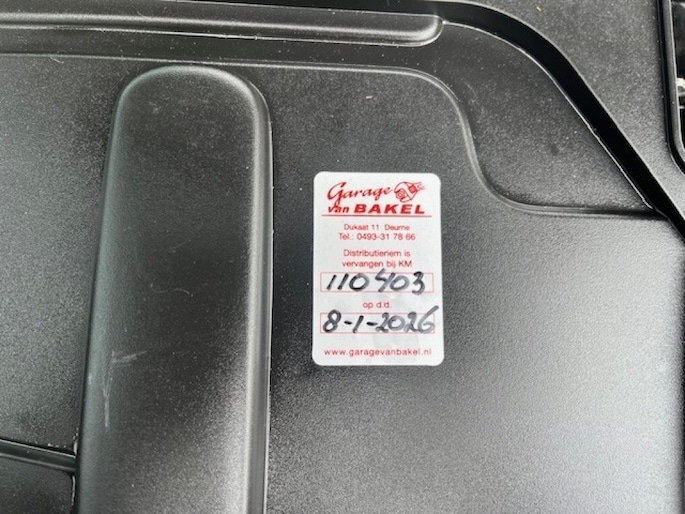 Garage
van BAKEL
Dukaat 11 Deurne
Tel.: 0493-31 78 66
Distributieriem is
vervangen bij KM
110403
op d.d.
8-1-2026
www.garagevanbakel.nl